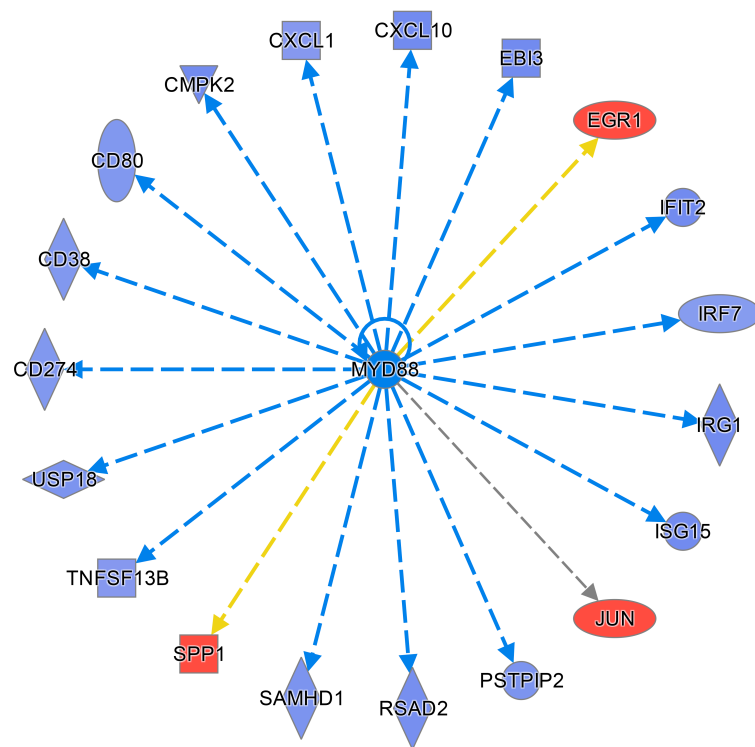 CXCL10
CXCL1
EBI3
CMPK2
EGR1
CD80
IFIT2
CD38
IRF7
CD274
MYD88
IRG1
USP18
ISG15
TNFSF13B
JUN
SPP1
PSTPIP2
SAMHD1
RSAD2